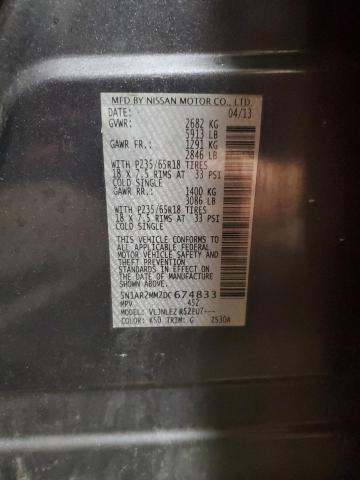 MFD BY NISSAN MOTOR CO., LTD.
DATE: 04/13
GVWR: 2682 KG
5913 LB
GAWR FR.: 1291 KG
2846 LB
WITH P235/65R18 TIRES
18 X 7.5 RIMS AT 33 PSI
COLD SINGLE
GAWR RR.: 1400 KG
3086 LB
WITH P235/65R18 TIRES
18 X 7.5 RIMS AT 33 PSI
COLD SINGLE
THIS VEHICLE CONFORMS TO
ALL APPLICABLE FEDERAL
MOTOR VEHICLE SAFETY
STANDARDS IN EFFECT ON
THE DATE OF MANUFACTURE
SHOWN ABOVE.
5N1AR2MM2DC674833
MPV 452
MODEL: VLJNLEZ R52EU7---
COLOR: K50 TRIM: G 2S30A